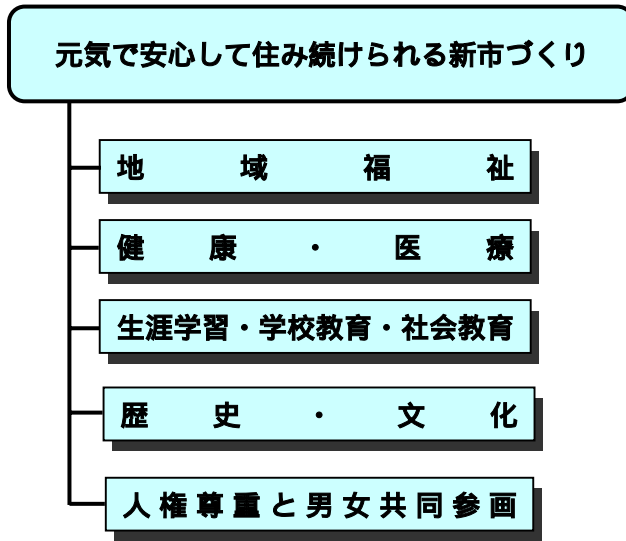 元気で安心して住み続けられる新市づくり
地域福祉
健康・医療
生涯学習・学校教育・社会教育
歴史・文化
人権尊重と男女共同参画